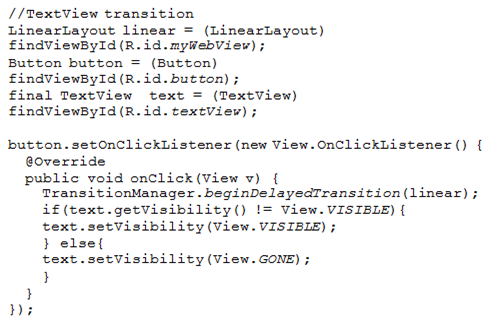 //TextView transition
LinearLayout linear = (LinearLayout)
findViewById(R.id.myWebView);
Button button = (Button)
findViewById(R.id.button);
final TextView  text = (TextView)
findViewById(R.id.textView);

button.setOnClickListener(new View.OnClickListener() {
  @Override
  public void onClick(View v) {
    TransitionManager.beginDelayedTransition(linear);
    if(text.getVisibility() != View.VISIBLE){
    text.setVisibility(View.VISIBLE);
    } else{
    text.setVisibility(View.GONE);
    }
  }
});